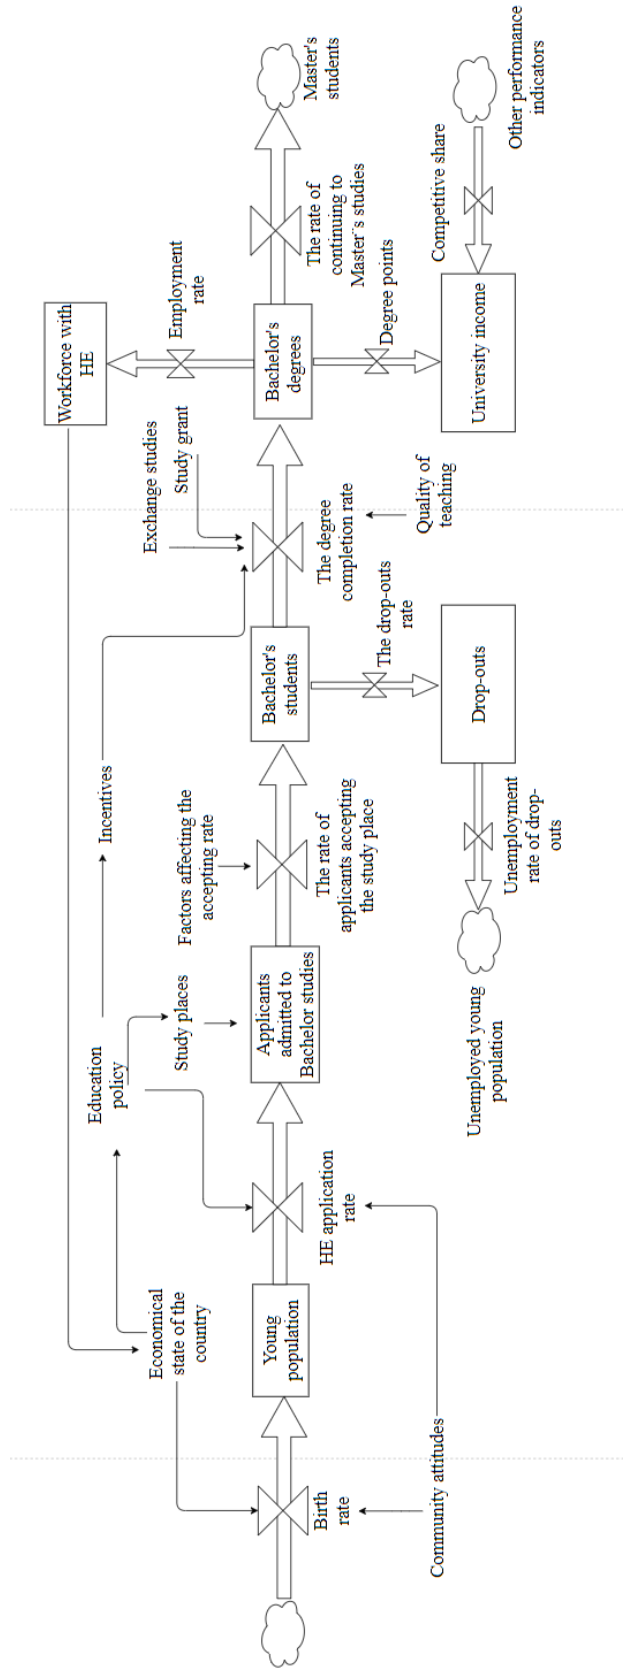 Workforce with
HE
Employment
rate
Master's
students
The rate of
continuing to
Master¨s studies
Bachelor's
degrees
Degree points
University income
Competitive share
Other performance
indicators
Exchange studies
Study grant
The degree
completion rate
Quality of
teaching
Incentives
Bachelor's
students
The drop-outs
rate
Drop-outs
Unemployment
rate of drop-
outs
Unemployed young
population
Factors affecting the
accepting rate
The rate of
applicants accepting
the study place
Education
policy
Study places
Applicants
admitted to
Bachelor studies
HE application
rate
Economical
state of the
country
Young
population
Birth
rate
Community attitudes